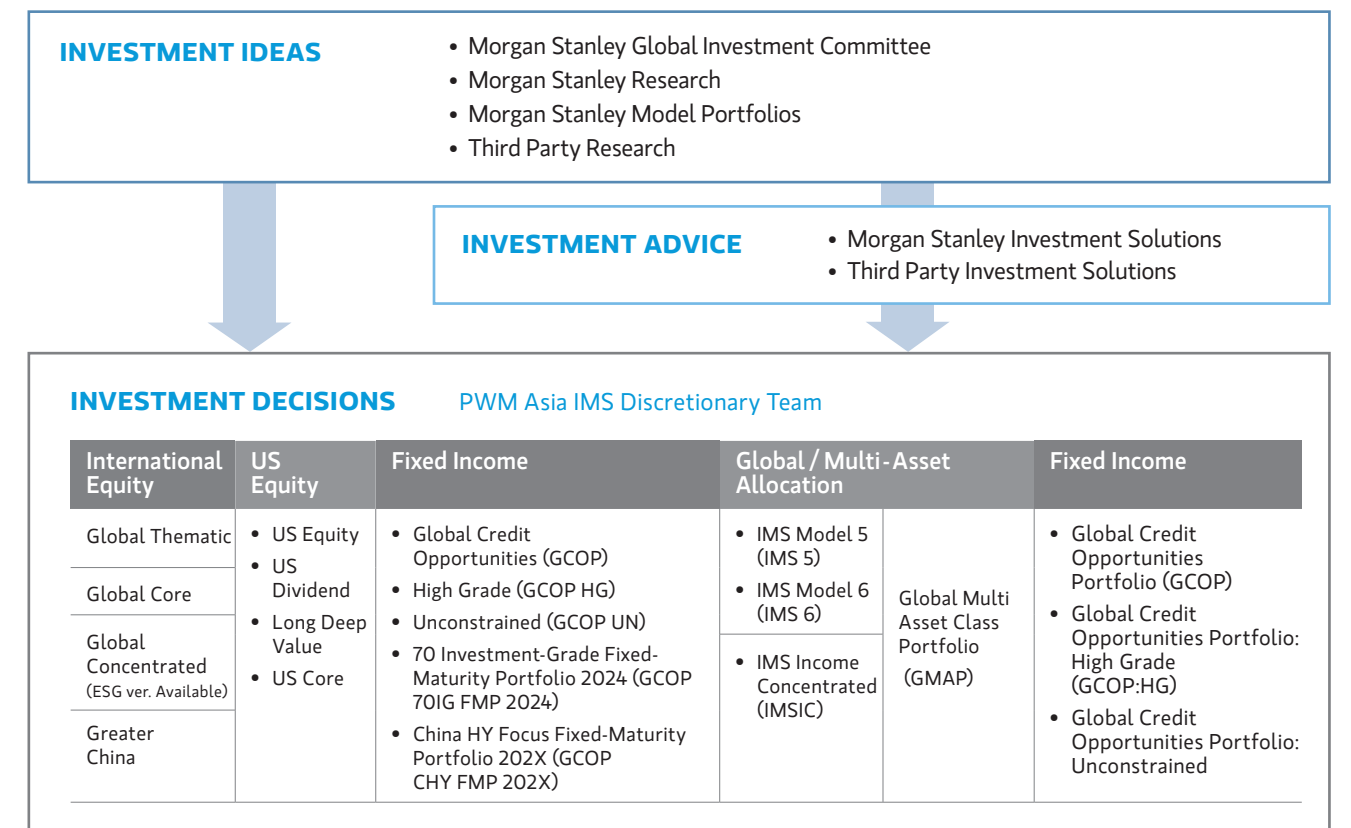 INVESTMENT IDEAS
• Morgan Stanley Global Investment Committee
• Morgan Stanley Research
• Morgan Stanley Model Portfolios
• Third Party Research
INVESTMENT ADVICE
• Morgan Stanley Investment Solutions
• Third Party Investment Solutions
INVESTMENT DECISIONS
PWM Asia IMS Discretionary Team
International
Equity
Global Thematic
Global Core
Global
Concentrated
(ESG ver. Available)
Greater
China
US
Equity
• US Equity
• US
Dividend
• Long Deep
Value
• US Core
Fixed Income
• Global Credit
Opportunities (GCOP)
• High Grade (GCOP HG)
• Unconstrained (GCOP UN)
• 70 Investment-Grade Fixed-
Maturity Portfolio 2024 (GCOP
70IG FMP 2024)
• China HY Focus Fixed-Maturity
Portfolio 202X (GCOP
CHY FMP 202X)
Global / Multi-Asset
Allocation
• IMS Model 5
(IMS 5)
• IMS Model 6
(IMS 6)
• IMS Income
Concentrated
(IMSIC)
Global Multi
Asset Class
Portfolio
(GMAP)
Fixed Income
• Global Credit
Opportunities
Portfolio (GCOP)
• Global Credit
Opportunities Portfolio:
High Grade
(GCOP:HG)
• Global Credit
Opportunities Portfolio:
Unconstrained